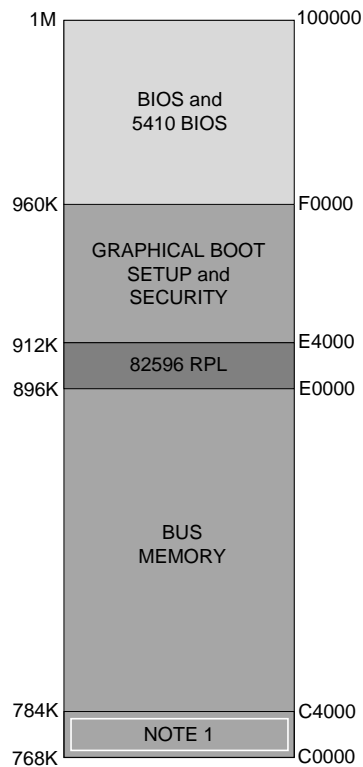 1M 100000
BIOS and
5410 BIOS
960K F0000
GRAPHICAL BOOT
SETUP and
SECURITY
912K E4000
82596 RPL
896K E0000
BUS
MEMORY
784K C4000
NOTE 1
768K C0000